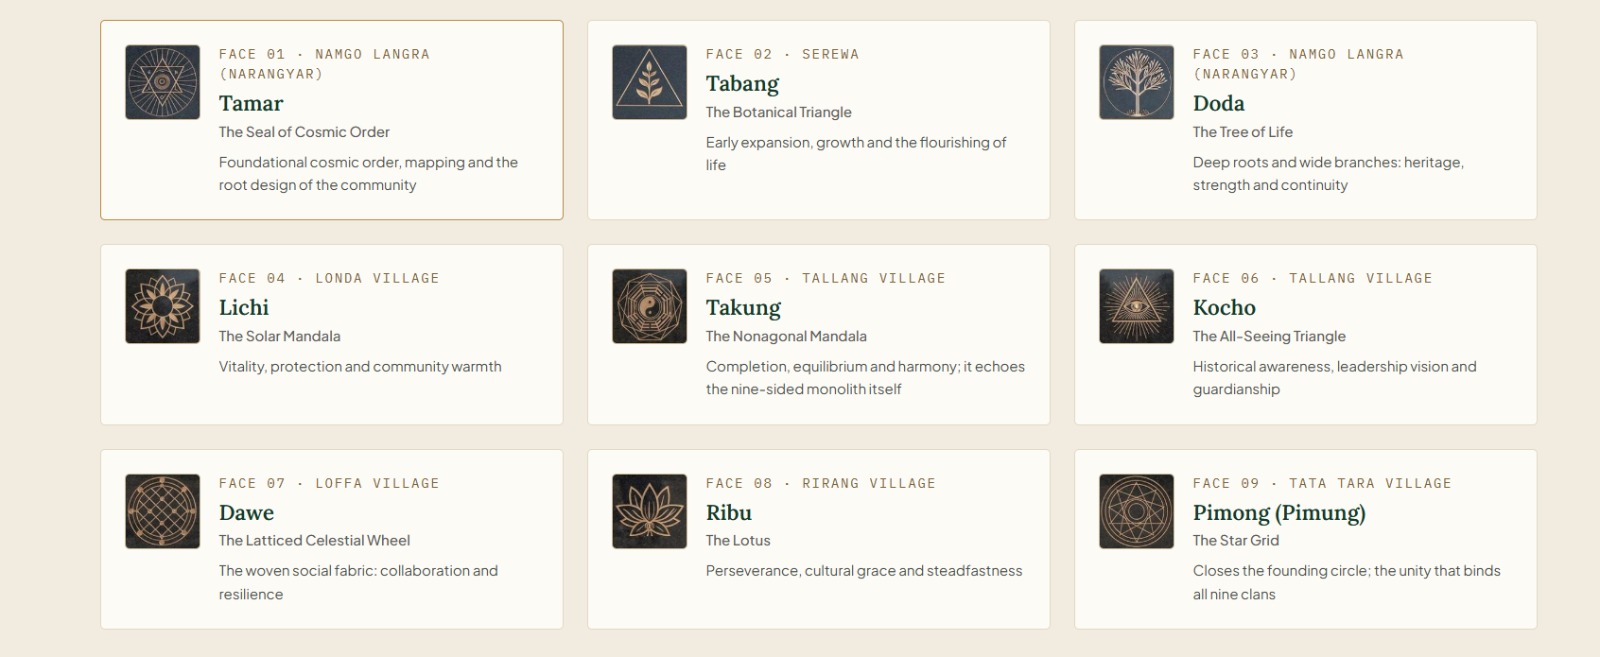 FACE 01 · NAMGO LANGRA
(NARANGYAR)
Tamar
The Seal of Cosmic Order
Foundational cosmic order, mapping and the
root design of the community
FACE 02 · SEREWA
Tabang
The Botanical Triangle
Early expansion, growth and the flourishing of
life
FACE 03 · NAMGO LANGRA
(NARANGYAR)
Doda
The Tree of Life
Deep roots and wide branches: heritage,
strength and continuity
FACE 04 · LONDA VILLAGE
Lichi
The Solar Mandala
Vitality, protection and community warmth
FACE 05 · TALLANG VILLAGE
Takung
The Nonagonal Mandala
Completion, equilibrium and harmony; it echoes
the nine-sided monolith itself
FACE 06 · TALLANG VILLAGE
Kocho
The All-Seeing Triangle
Historical awareness, leadership vision and
guardianship
FACE 07 · LOFFA VILLAGE
Dawe
The Latticed Celestial Wheel
The woven social fabric: collaboration and
resilience
FACE 08 · RIRANG VILLAGE
Ribu
The Lotus
Perseverance, cultural grace and steadfastness
FACE 09 · TATA TARA VILLAGE
Pimong (Pimung)
The Star Grid
Closes the founding circle; the unity that binds
all nine clans